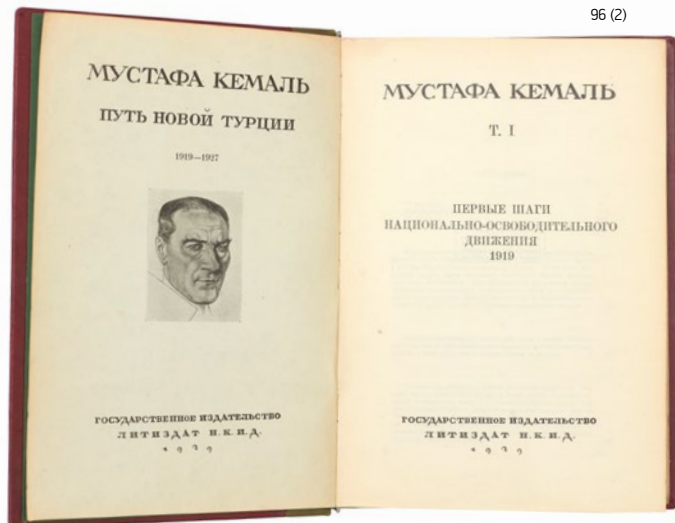 96 (2)
МУСТАФА КЕМАЛЬ
ПУТЬ НОВОЙ ТУРЦИИ
1919—1927
ГОСУДАРСТВЕННОЕ ИЗДАТЕЛЬСТВО
ЛИТИЗДАТ Н.К.И.Д.
1929
МУСТАФА КЕМАЛЬ
Т. I
ПЕРВЫЕ ШАГИ
НАЦИОНАЛЬНО-ОСВОБОДИТЕЛЬНОГО
ДВИЖЕНИЯ
1919
ГОСУДАРСТВЕННОЕ ИЗДАТЕЛЬСТВО
ЛИТИЗДАТ Н.К.И.Д.
1929